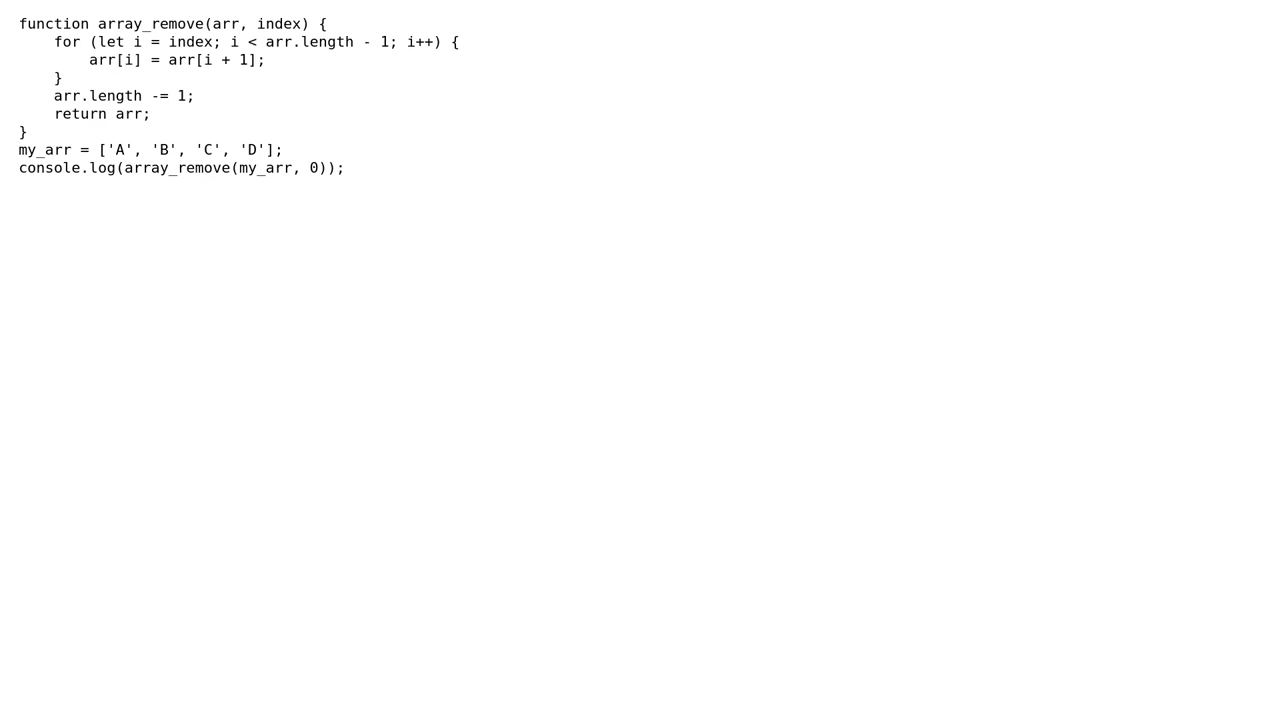 function array_remove(arr, index) {
    for (let i = index; i < arr.length - 1; i++) {
        arr[i] = arr[i + 1];
    }
    arr.length -= 1;
    return arr;
}
my_arr = ['A', 'B', 'C', 'D'];
console.log(array_remove(my_arr, 0));